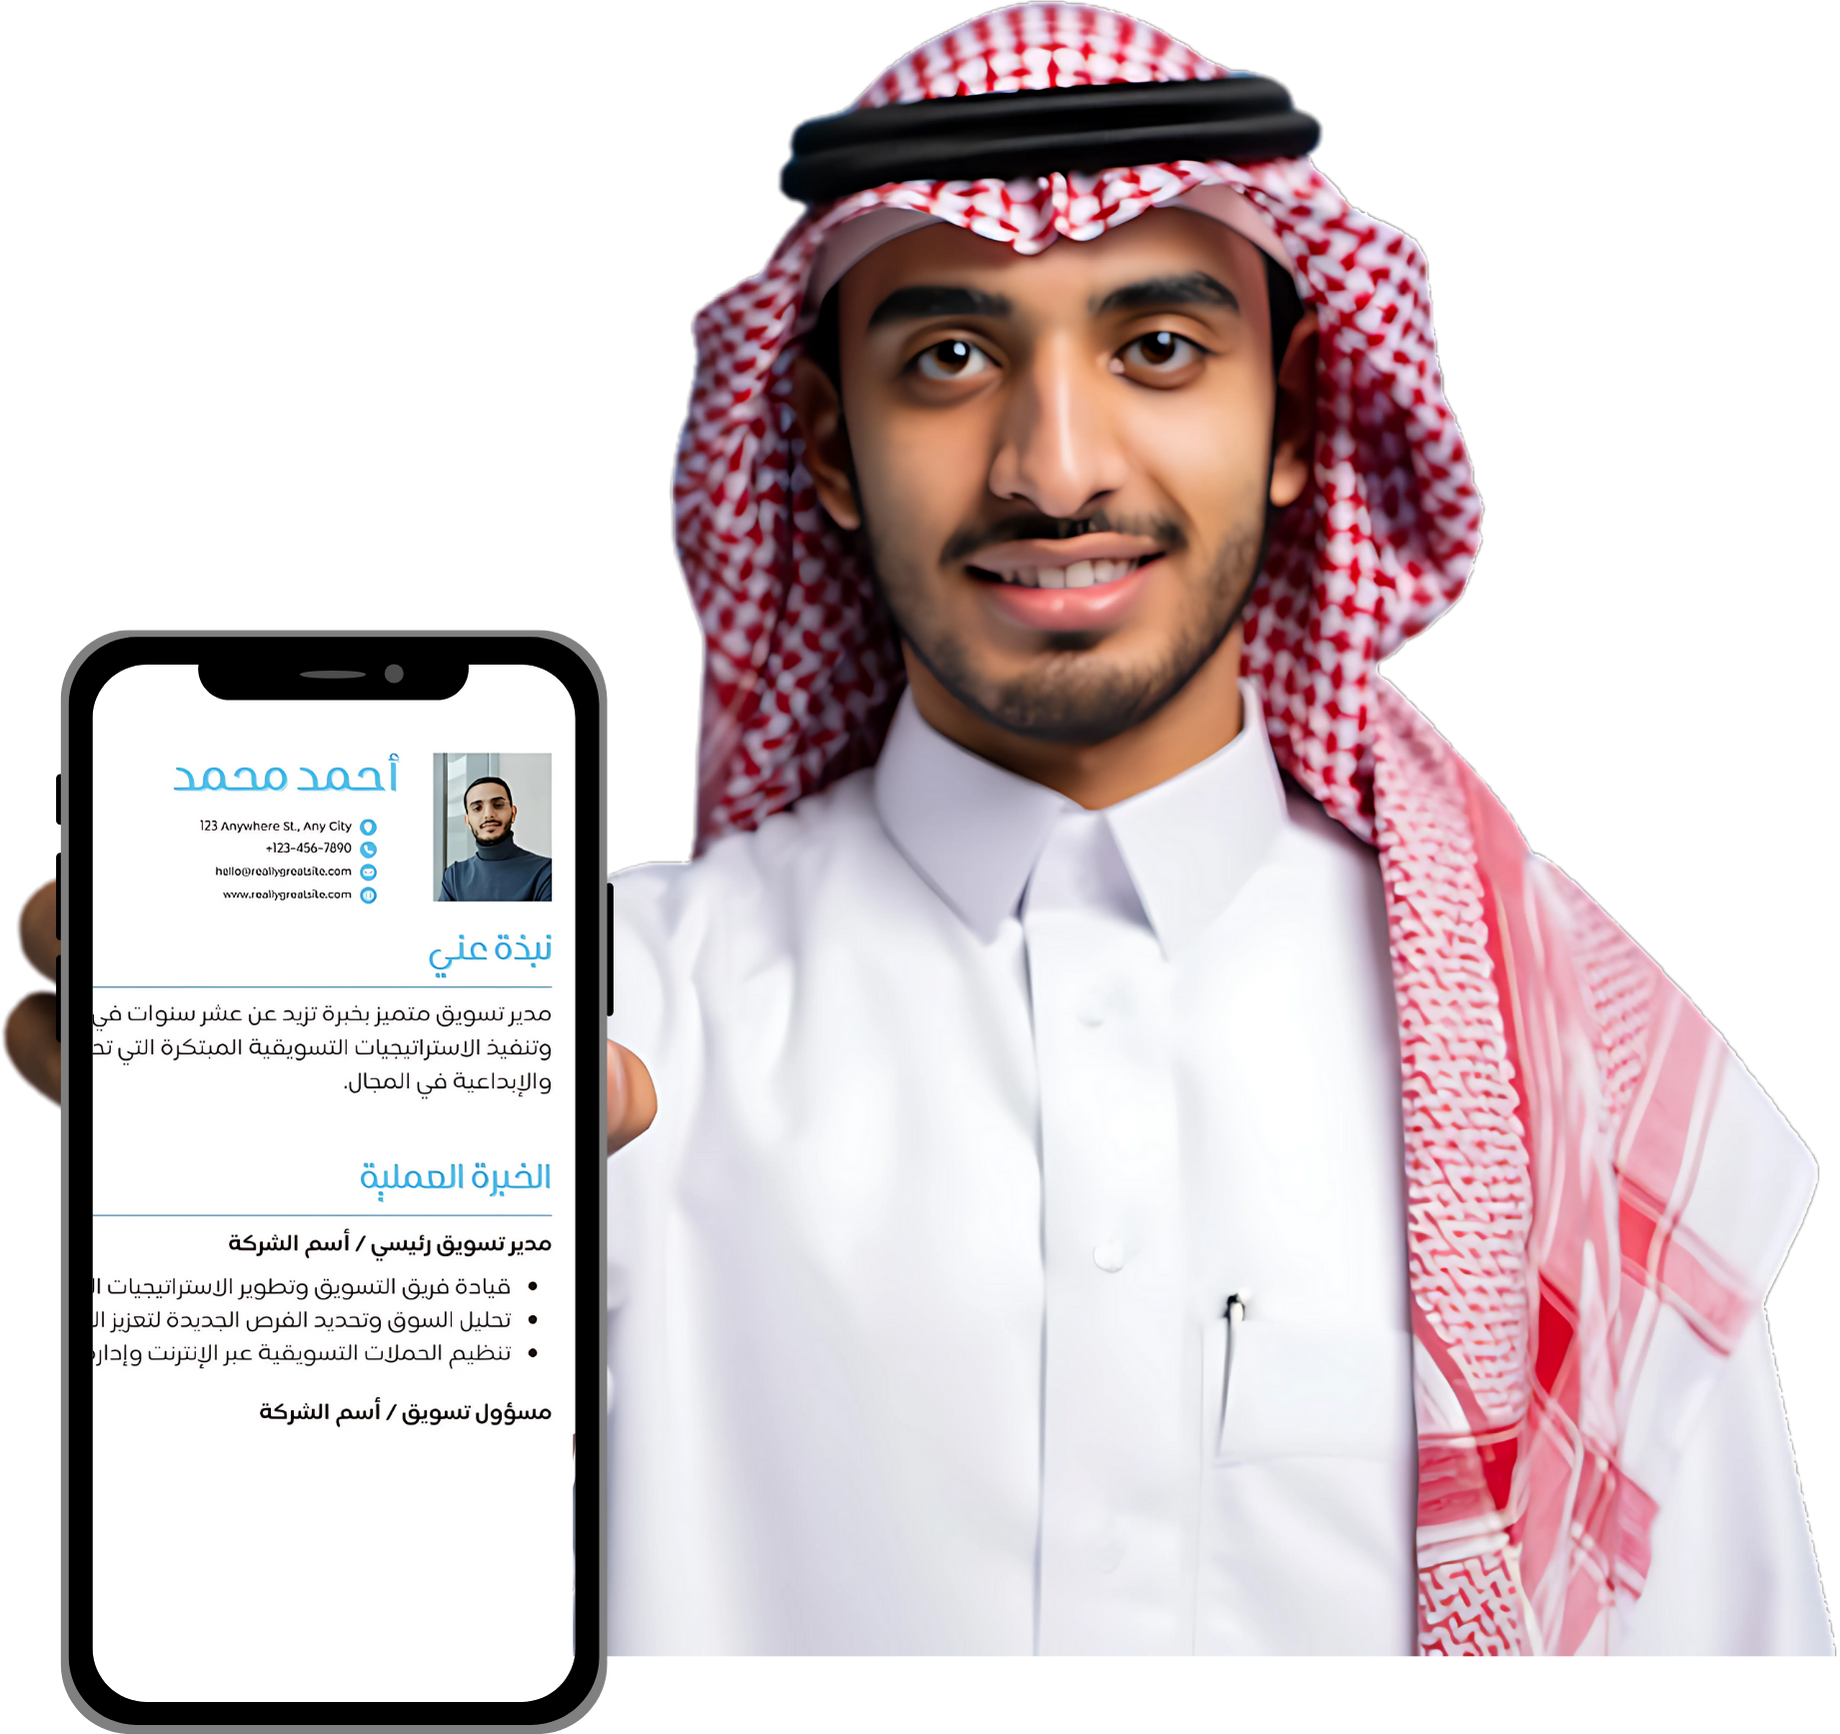 أحمد محمد
123 Anywhere St., Any City
+123-456-7890
hello@reallygreatsite.com
www.reallygreatsite.com
نبذة عني
مدير تسويق متميز بخبرة تزيد عن عشر سنوات في
وتنفيذ الاستراتيجيات التسويقية المبتكرة التي
والإبداعية في المجال.
الخبرة العملية
مدير تسويق رئيسي / أسم الشركة
• قيادة فريق التسويق وتطوير الاستراتيجيات
• تحليل السوق وتحديد الفرص الجديدة لتعزيز
• تنظيم الحملات التسويقية عبر الإنترنت
مسؤول تسويق / أسم الشركة